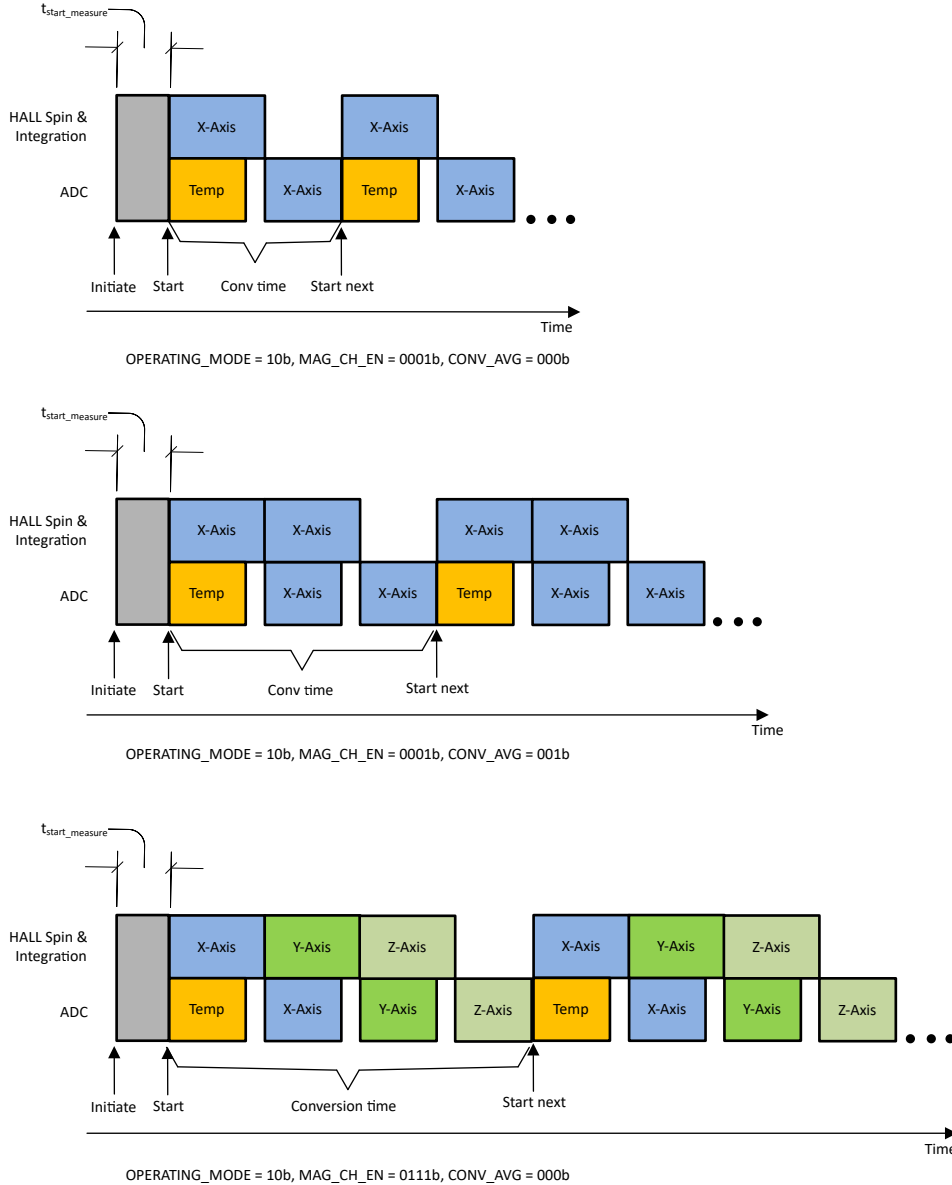 tstart_measure
HALL Spin &
Integration
X-Axis
X-Axis
ADC
Temp
X-Axis
Temp
X-Axis
Initiate
Start
Conv time
Start next
Time
OPERATING_MODE = 10b, MAG_CH_EN = 0001b, CONV_AVG = 000b
tstart_measure
HALL Spin &
Integration
X-Axis
X-Axis
X-Axis
X-Axis
ADC
Temp
X-Axis
X-Axis
Temp
X-Axis
X-Axis
Initiate
Start
Conv time
Start next
Time
OPERATING_MODE = 10b, MAG_CH_EN = 0001b, CONV_AVG = 001b
tstart_measure
HALL Spin &
Integration
X-Axis
Y-Axis
Z-Axis
X-Axis
Y-Axis
Z-Axis
ADC
Temp
X-Axis
Y-Axis
Z-Axis
Temp
X-Axis
Y-Axis
Z-Axis
Initiate
Start
Conversion time
Start next
Time
OPERATING_MODE = 10b, MAG_CH_EN = 0111b, CONV_AVG = 000b